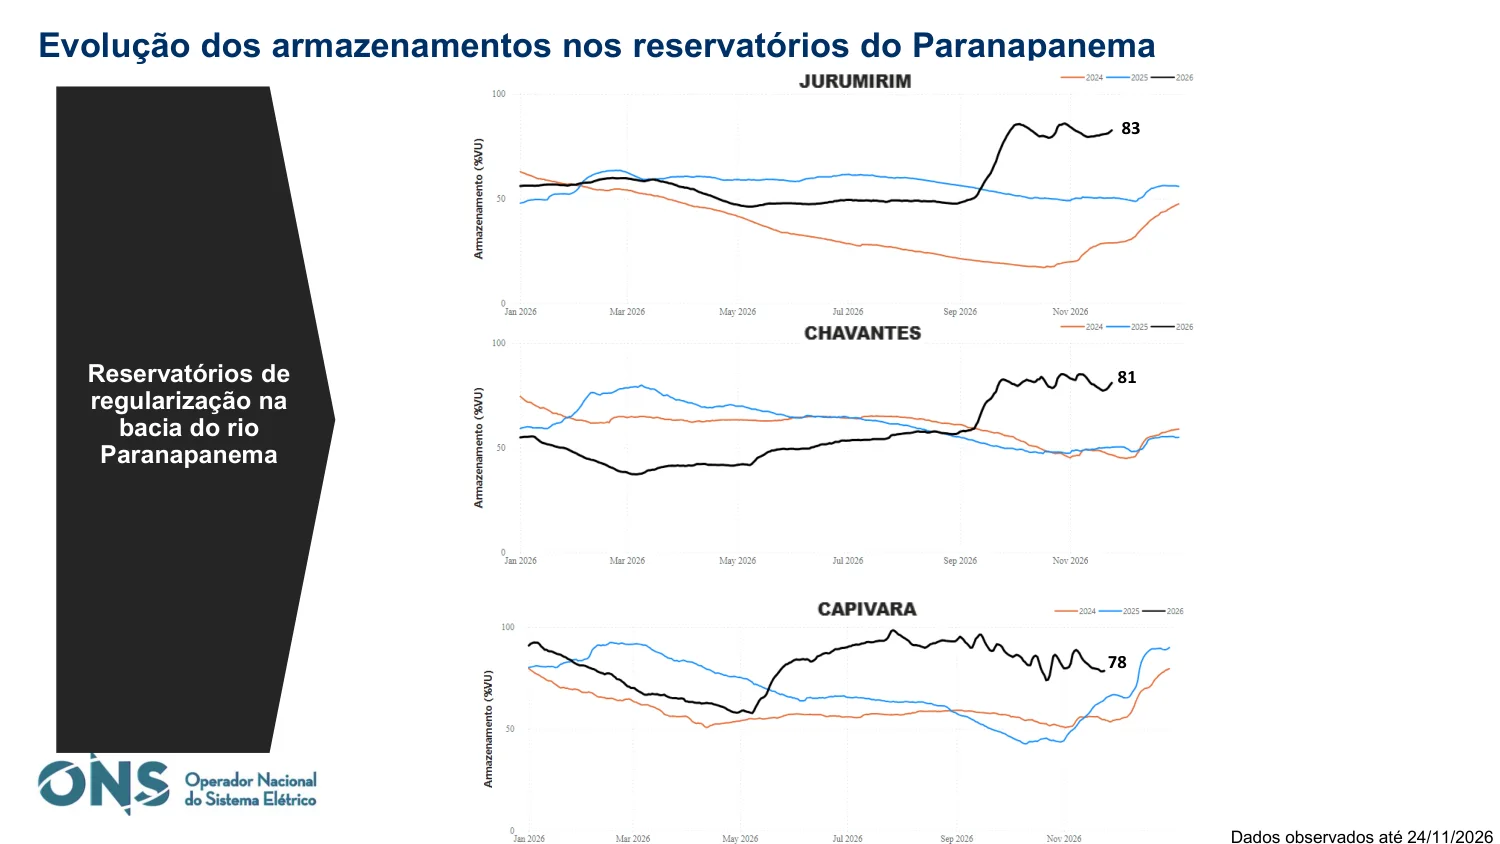 Evolução dos armazenamentos nos reservatórios do Paranapanema
Reservatórios de
regularização na
bacia do rio
Paranapanema
JURUMIRIM
2024 2025 2026
Armazenamento (%VU)
100
50
0
83
Jan 2026 Mar 2026 May 2026 Jul 2026 Sep 2026 Nov 2026
CHAVANTES
2024 2025 2026
Armazenamento (%VU)
100
50
0
81
Jan 2026 Mar 2026 May 2026 Jul 2026 Sep 2026 Nov 2026
CAPIVARA
2024 2025 2026
Armazenamento (%VU)
100
50
0
78
Jan 2026 Mar 2026 May 2026 Jul 2026 Sep 2026 Nov 2026
ONS
Operador Nacional
do Sistema Elétrico
Dados observados até 24/11/2026